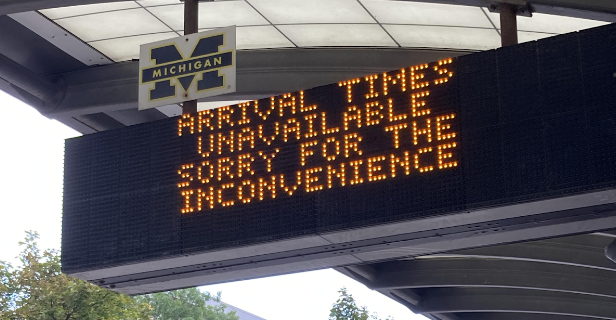 MICHIGAN
ARRIVAL TIMES
UNAVAILABLE
SORRY FOR THE
INCONVENIENCE